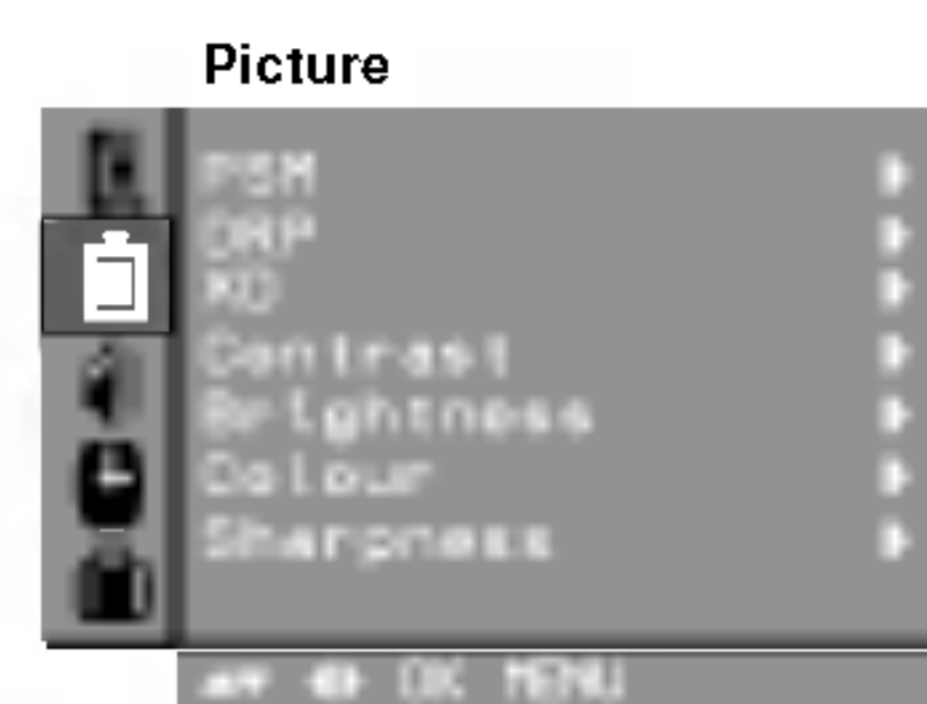 Picture
PSM
DRP
XD
Contrast
Brightness
Colour
Sharpness
OK MENU